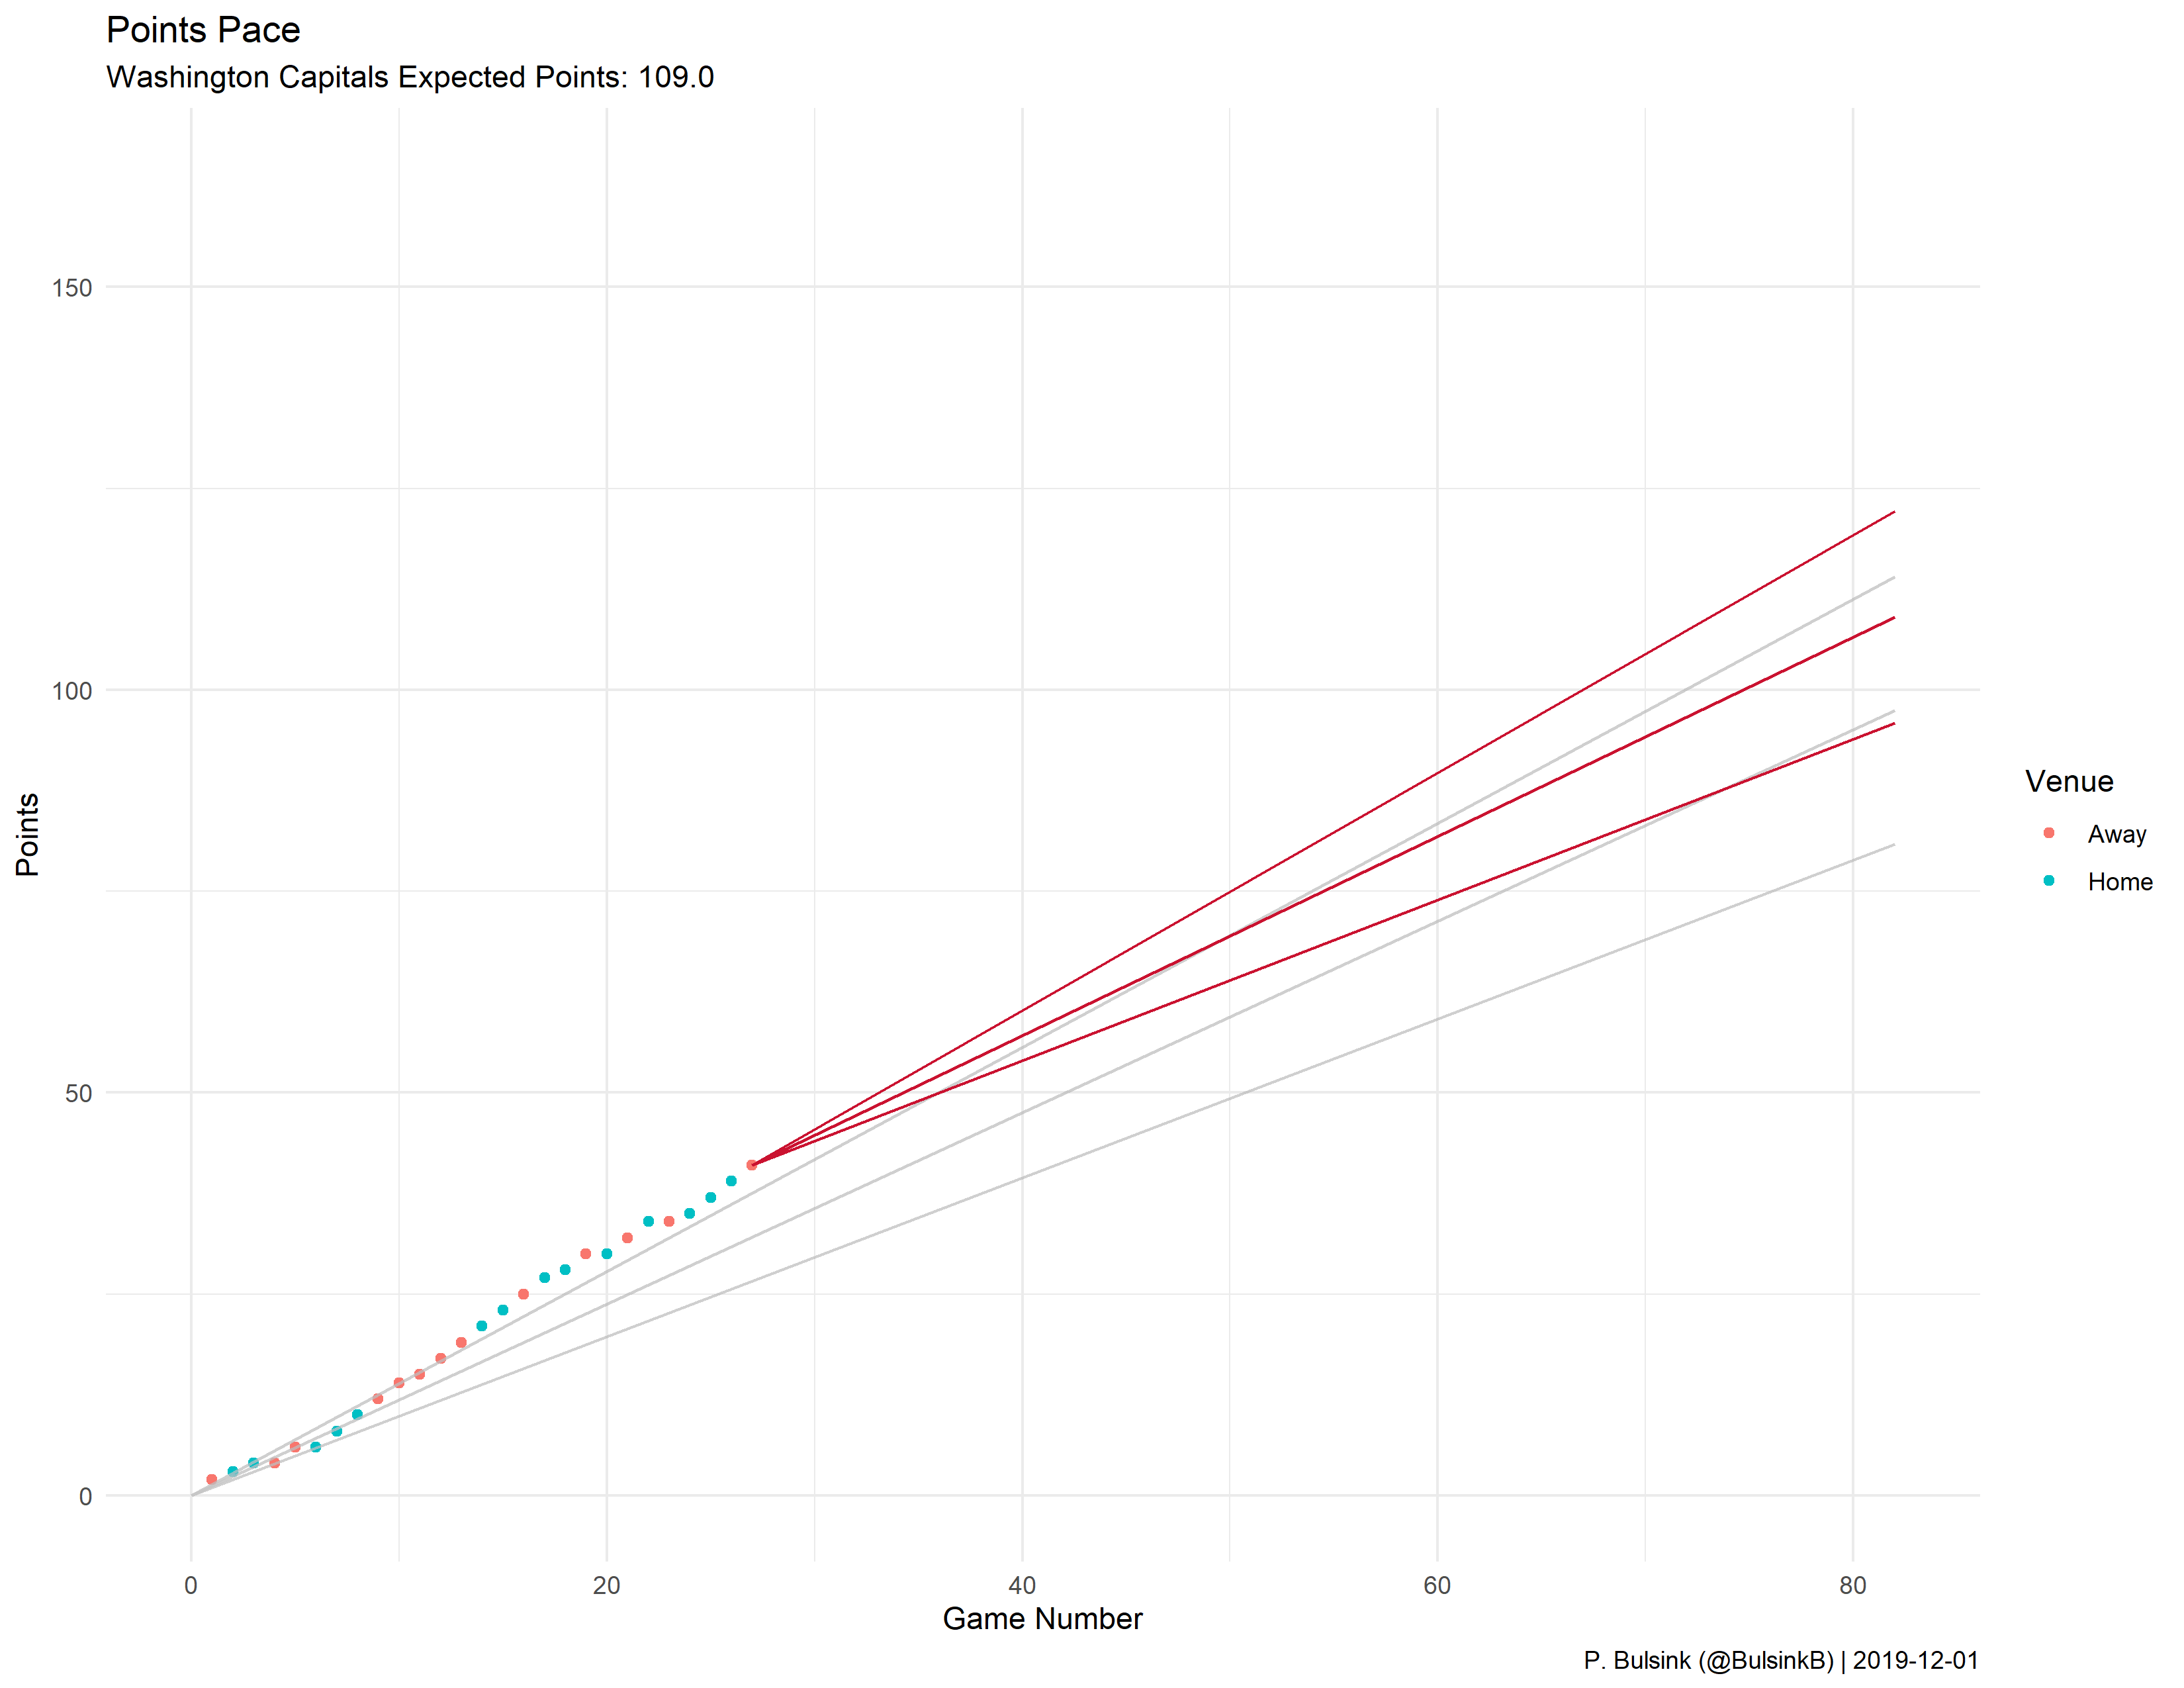 Points Pace
Washington Capitals Expected Points: 109.0
150
100
50
0
Points
0 20 40 60 80
Game Number
Venue
Away
Home
P. Bulsink (@BulsinkB) | 2019-12-01